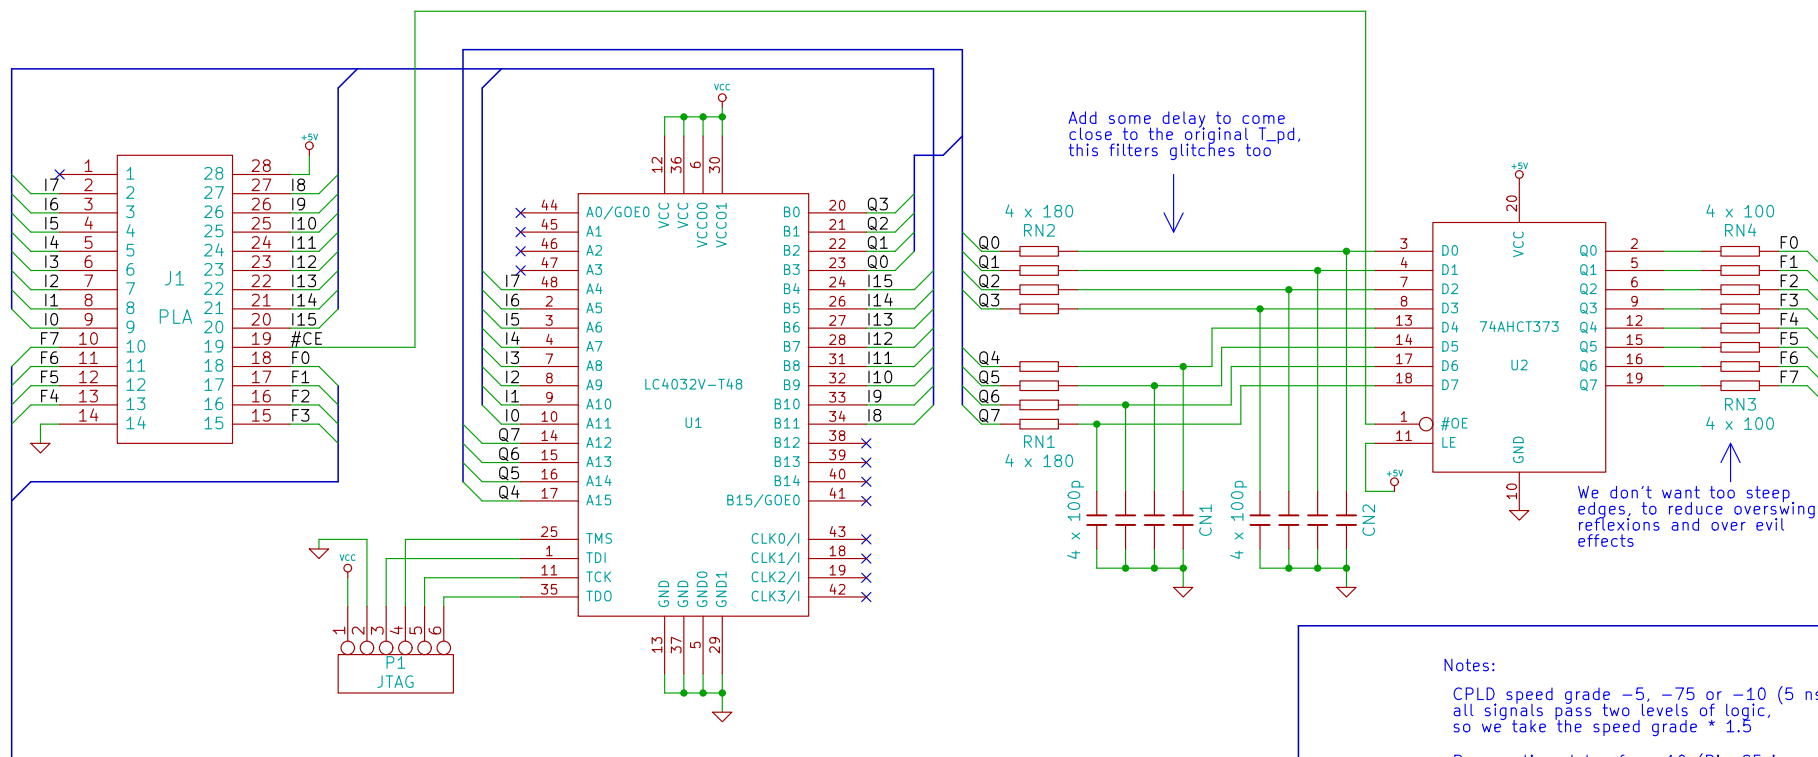 Add some delay to come
close to the original T_pd,
this filters glitches too
+5V
1 1 28 28
I7 2 2 27 27 I8
I6 3 3 26 26 I9
I5 4 4 25 25 I10
I4 5 5 24 24 I11
I3 6 6 23 23 I12
I2 7 7 22 22 I13
I1 8 8 21 21 I14
I0 9 9 20 20 I15
F7 10 10 19 19 #CE
F6 11 11 18 18 F0
F5 12 12 17 17 F1
F4 13 13 16 16 F2
14 14 15 15 F3
J1
PLA
VCC
12 36 6 30
VCC VCC VCCO0 VCCO1
44 A0/GOE0 B0 20 Q3
45 A1 B1 21 Q2
46 A2 B2 22 Q1
47 A3 B3 23 Q0
I7 48 A4 B4 24 I15
I6 2 A5 B5 26 I14
I5 3 A6 B6 27 I13
I4 4 A7 B7 28 I12
I3 7 A8 B8 31 I11
I2 8 A9 B9 32 I10
I1 9 A10 B10 33 I9
I0 10 A11 B11 34 I8
Q7 14 A12 B12 38
Q6 15 A13 B13 39
Q5 16 A14 B14 40
Q4 17 A15 B15/GOE0 41
LC4032V-T48
U1
25 TMS CLK0/I 43
1 TDI CLK1/I 18
11 TCK CLK2/I 19
35 TDO CLK3/I 42
GND GND GND0 GND1
13 37 5 29
VCC
1 2 3 4 5 6
P1
JTAG
4 x 180
RN2
Q0
Q1
Q2
Q3
Q4
Q5
Q6
Q7
RN1
4 x 180
4 x 100p
CN1
4 x 100p
CN2
+5V
20
VCC
3 D0 Q0 2
4 D1 Q1 5
7 D2 Q2 6
8 D3 Q3 9
13 D4 Q4 12
14 D5 Q5 15
17 D6 Q6 16
18 D7 Q7 19
74AHCT373
U2
1 #OE
11 LE
GND
10
+5V
4 x 100
RN4
F0
F1
F2
F3
F4
F5
F6
F7
RN3
4 x 100
We don't want too steep
edges, to reduce overswing
reflexions and over evil
effects
Notes:
CPLD speed grade -5, -75 or -10 (5 ns
all signals pass two levels of logic,
so we take the speed grade * 1.5